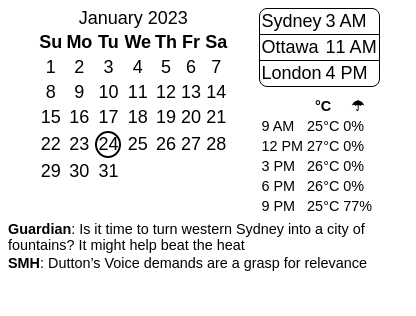 January 2023
Su Mo Tu We Th Fr Sa
1 2 3 4 5 6 7
8 9 10 11 12 13 14
15 16 17 18 19 20 21
22 23 24 25 26 27 28
29 30 31
Sydney 3 AM
Ottawa 11 AM
London 4 PM
°C ☂
9 AM 25°C 0%
12 PM 27°C 0%
3 PM 26°C 0%
6 PM 26°C 0%
9 PM 25°C 77%
Guardian: Is it time to turn western Sydney into a city of
fountains? It might help beat the heat
SMH: Dutton’s Voice demands are a grasp for relevance